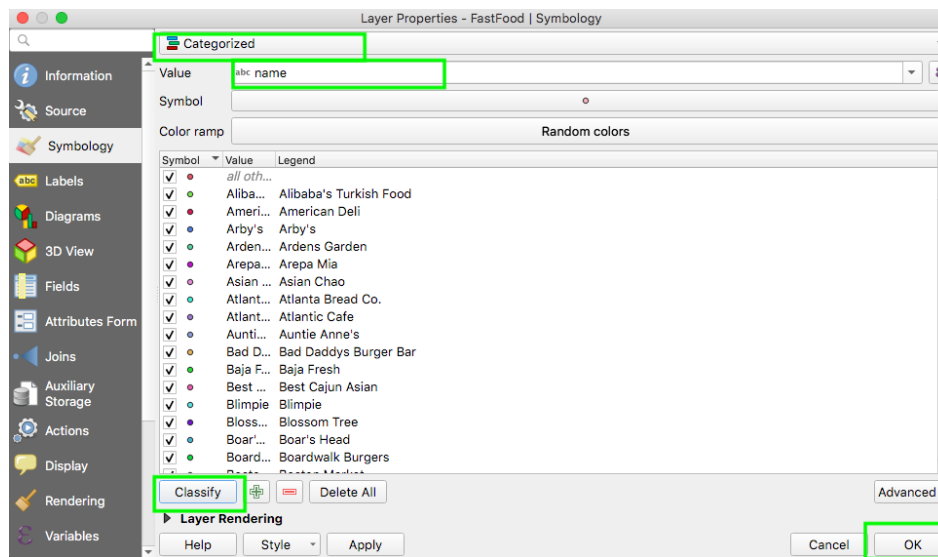 Layer Properties - FastFood | Symbology
Categorized
Information
Source
Symbology
Labels
Diagrams
3D View
Fields
Attributes Form
Joins
Auxiliary
Storage
Actions
Display
Rendering
Variables
Value abc name
Symbol
Color ramp Random colors
Symbol Value Legend
all oth...
Aliba... Alibaba's Turkish Food
Ameri... American Deli
Arby's Arby's
Arden... Ardens Garden
Arepa... Arepa Mia
Asian ... Asian Chao
Atlant... Atlanta Bread Co.
Atlant... Atlantic Cafe
Aunti... Auntie Anne's
Bad D... Bad Daddys Burger Bar
Baja F... Baja Fresh
Best ... Best Cajun Asian
Blimpie Blimpie
Bloss... Blossom Tree
Boar'... Boar's Head
Board... Boardwalk Burgers
Classify Delete All Advanced
Layer Rendering
Help Style Apply Cancel OK